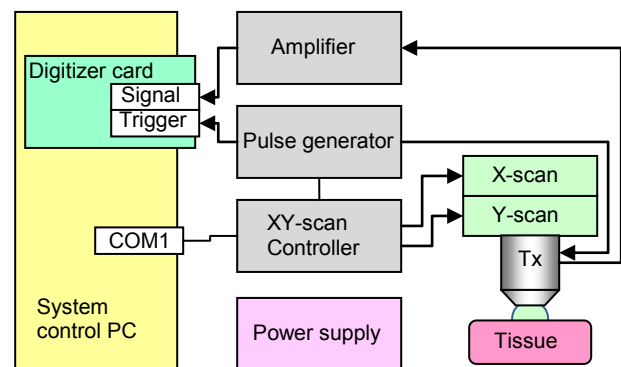 Amplifier
Digitizer card
Signal
Trigger
Pulse generator
X-scan
Y-scan
XY-scan
Controller
COM1
Tx
System
control PC
Power supply
Tissue